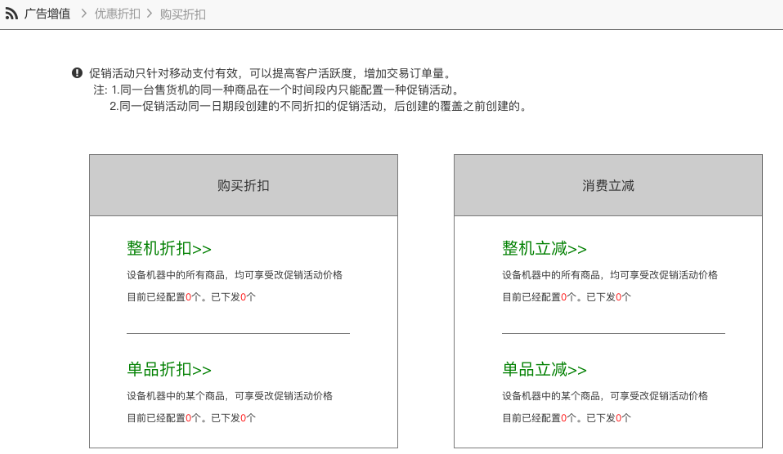 广告增值 > 优惠折扣 > 购买折扣
促销活动只针对移动支付有效，可以提高客户活跃度，增加交易订单量。
注: 1.同一台售货机的同一种商品在一个时间段内只能配置一种促销活动。
2.同一促销活动同一日期段创建的不同折扣的促销活动，后创建的覆盖之前创建的。
购买折扣
整机折扣>>
设备机器中的所有商品，均可享受改促销活动价格
目前已经配置0个。已下发0个
单品折扣>>
设备机器中的某个商品，可享受改促销活动价格
目前已经配置0个。已下发0个
消费立减
整机立减>>
设备机器中的所有商品，均可享受改促销活动价格
目前已经配置0个。已下发0个
单品立减>>
设备机器中的某个商品，可享受改促销活动价格
目前已经配置0个。已下发0个